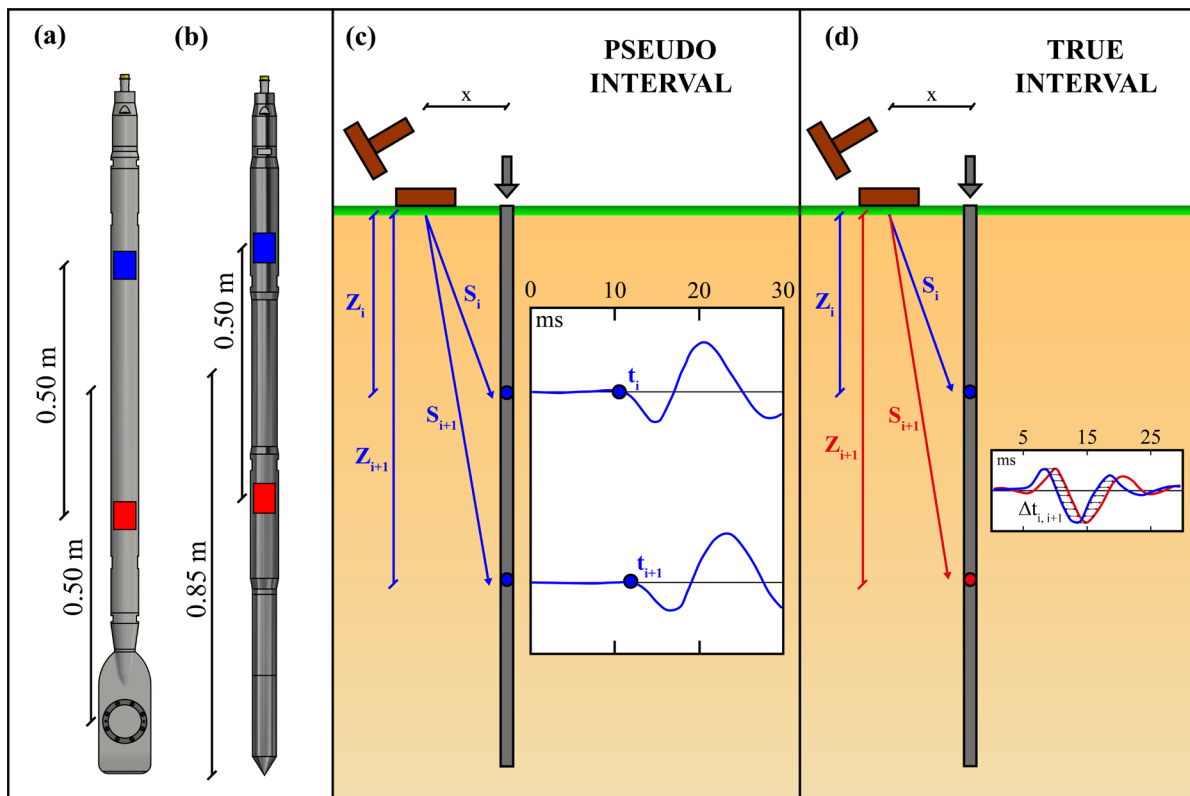 (a)
0.50 m
0.50 m
(b)
0.50 m
0.85 m
(c)
PSEUDO
INTERVAL
x
Zᵢ
Zᵢ₊₁
Sᵢ
Sᵢ₊₁
0 10 20 30
ms
tᵢ
tᵢ₊₁
(d)
TRUE
INTERVAL
x
Zᵢ
Zᵢ₊₁
Sᵢ
Sᵢ₊₁
5 15 25
ms
Δtᵢ, ᵢ₊₁